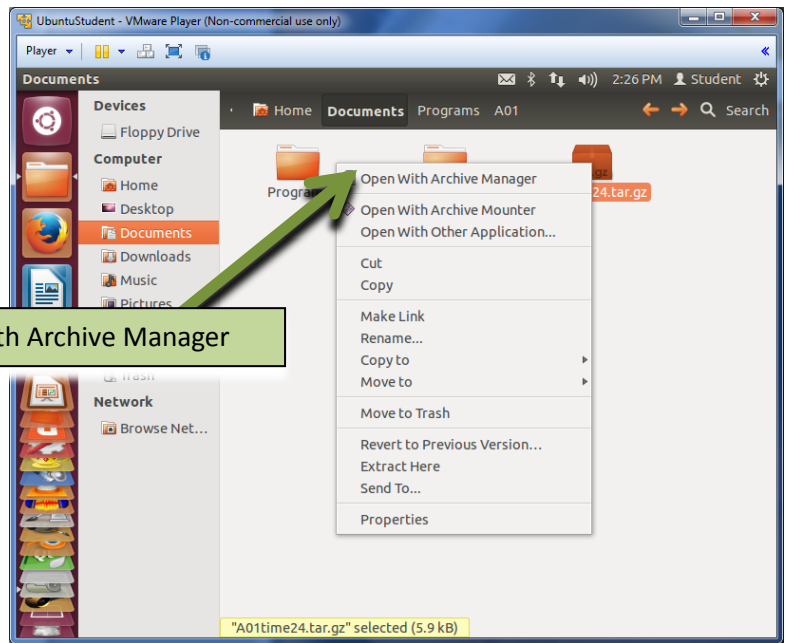 UbuntuStudent - VMware Player (Non-commercial use only)
Player
Documents
2:26 PM Student
Devices
Floppy Drive
Computer
Home
Desktop
Documents
Downloads
Music
Pictures
Trash
Network
Browse Net...
Home Documents Programs A01 Search
24.tar.gz
Open With Archive Manager
Open With Archive Mounter
Open With Other Application...
Cut
Copy
Make Link
Rename...
Copy to
Move to
Move to Trash
Revert to Previous Version...
Extract Here
Send To...
Properties
th Archive Manager
"A01time24.tar.gz" selected (5.9 kB)